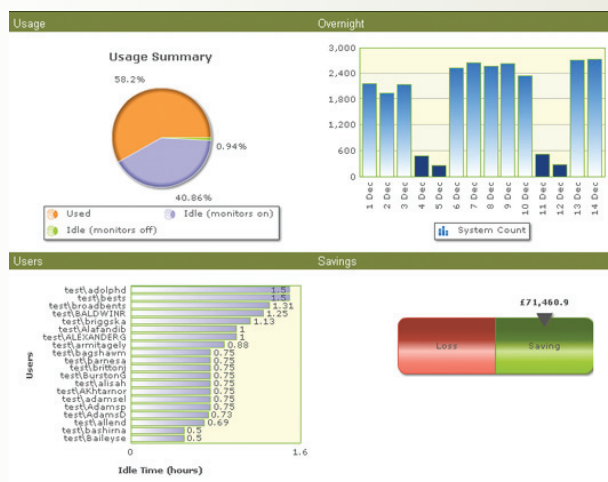 Usage
Usage Summary
58.2%
0.94%
40.86%
Used
Idle (monitors on)
Idle (monitors off)
Overnight
3,000
2,400
1,800
1,200
600
0
1 Dec
2 Dec
3 Dec
4 Dec
5 Dec
6 Dec
7 Dec
8 Dec
9 Dec
10 Dec
11 Dec
12 Dec
13 Dec
14 Dec
System Count
Users
Users
test\adolphd 1.5
test\bests 1.5
test\broadbents 1.31
test\BALDWINR 1.25
test\briggska 1.13
test\Alafandib 1
test\ALEXANDERG 1
test\armitagely 0.88
test\bagshawm 0.75
test\barnesa 0.75
test\brittonj 0.75
test\BurstonG 0.75
test\alisah 0.75
test\AKhtarnor 0.75
test\adamsel 0.75
test\Adamsp 0.75
test\AdamsD 0.73
test\allend 0.69
test\bashirna 0.5
test\Baileyse 0.5
0
1.6
Idle Time (hours)
Savings
£71,460.9
Loss
Saving